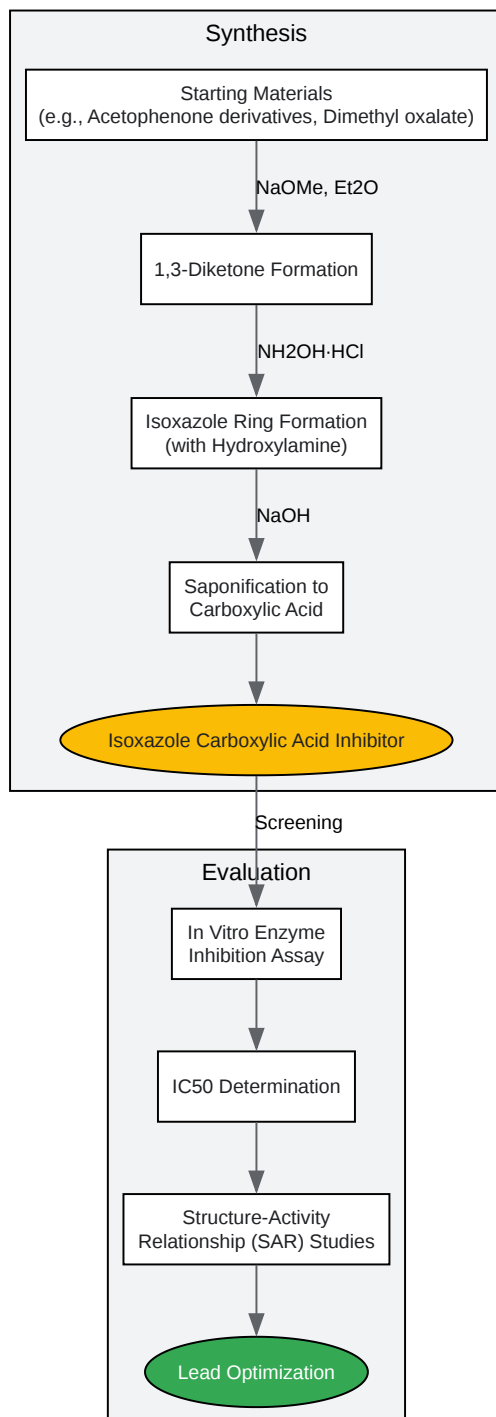 Synthesis
Starting Materials
(e.g., Acetophenone derivatives, Dimethyl oxalate)
NaOMe, Et2O
1,3-Diketone Formation
NH2OH·HCl
Isoxazole Ring Formation
(with Hydroxylamine)
NaOH
Saponification to
Carboxylic Acid
Isoxazole Carboxylic Acid Inhibitor
Screening
Evaluation
In Vitro Enzyme
Inhibition Assay
IC50 Determination
Structure-Activity
Relationship (SAR) Studies
Lead Optimization